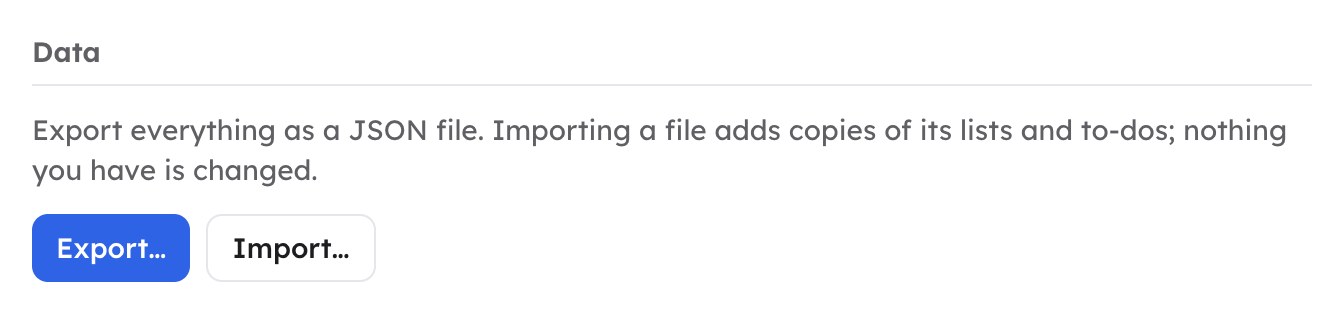 Data
Export everything as a JSON file. Importing a file adds copies of its lists and to-dos; nothing
you have is changed.
Export…
Import…